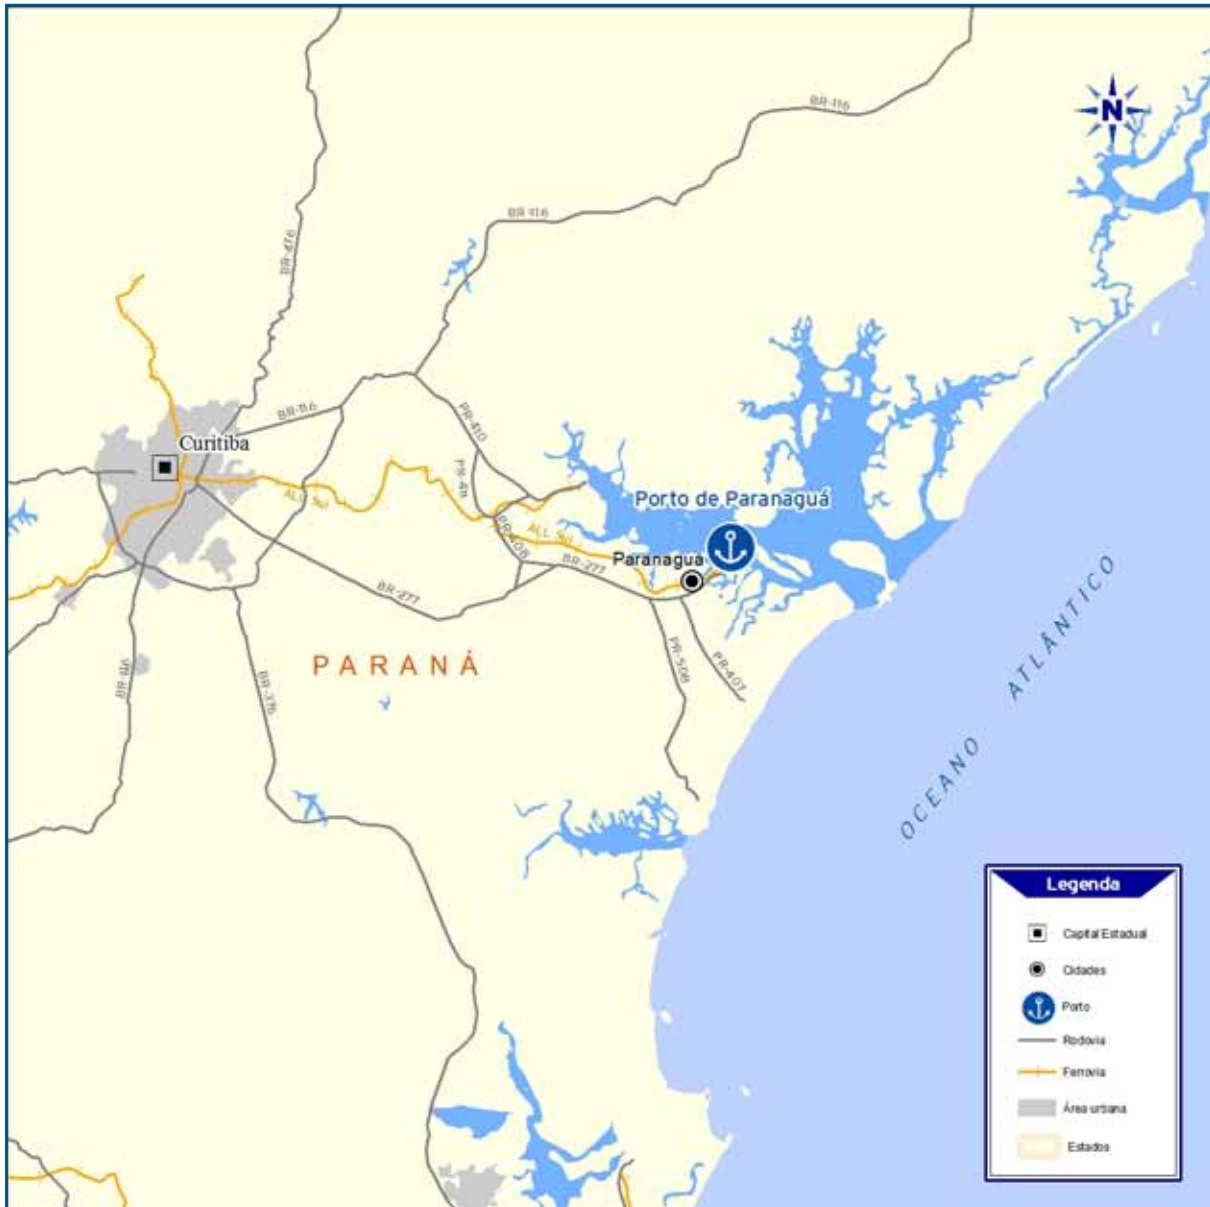 N
BR-116
BR-116
BR-476
BR-116
PR-410
Curitiba
PR-411
ALL Sul
Porto de Paranaguá
PR-408
ALL Sul
Paranaguá
BR-277
BR-277
PARANÁ
BR-116
BR-376
PR-508
PR-407
OCEANO ATLÂNTICO
Legenda
Capital Estadual
Cidades
Porto
Rodovia
Ferrovia
Área urbana
Estados